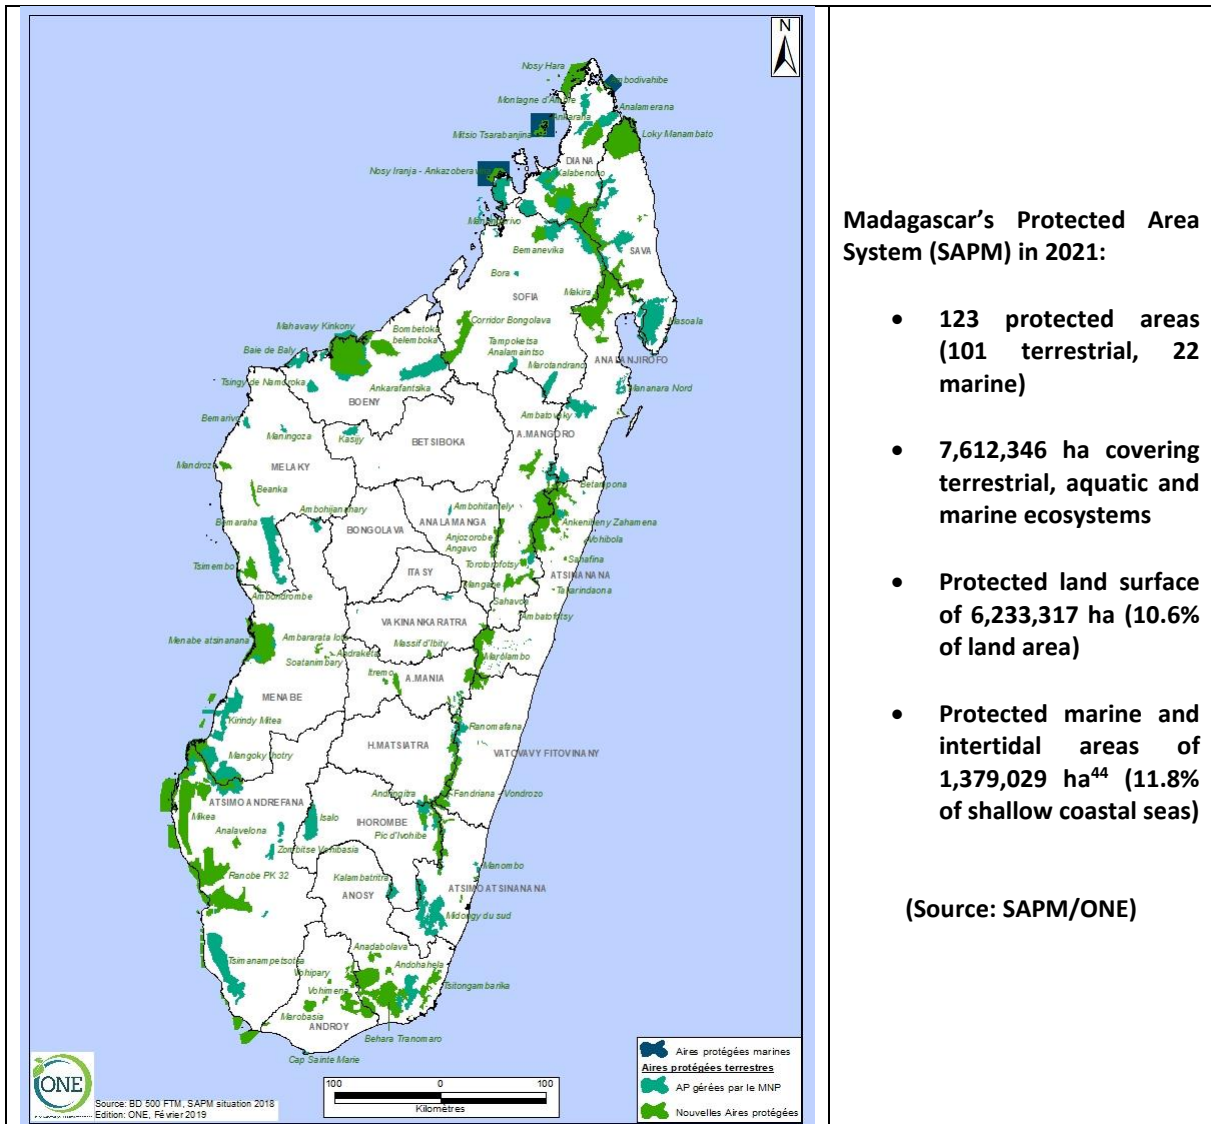 N
Nosy Hara
Ambodivahibe
Montagne d'Ambre
Analamerana
Ankarana
Mitsio Tsarabanjina
Loky Manambato
DIANA
Nosy Iranja - Ankazobera
Kalabenono
Bemanevika
SAVA
Bora
SOFIA
Makira
Mahavavy Kinkony
Bombetoka
belemboka
Corridor Bongolava
Masoala
Baie de Baly
Tampoketsa
Analamaintso
ANALANJIROFO
Marotandrano
Tsingy de Namoroka
Ankarafantsika
Mananara Nord
BOENY
Bemarivo
Ambatovaky
Maningoza
Kasijy
BETSIBOKA
A.MANGORO
Mandrozo
MELAKY
Beanka
Betampona
Ambohijanahary
Ambohitantely
Bemaraha
BONGOLAVA
ANALAMANGA
Ankeniheny Zahamena
Anjozorobe
Angavo
Vohibola
Tsimembo
ITASY
Torotorofotsy
Sahafina
ATSINANANA
Mangabe
Takarindaona
Ambondrombe
Sahavoa
Ambatofotsy
VAKINANKARATRA
Menabe atsinanana
Ambararata
Massif d'Ibity
Andraketa
Soatanimbary
Marolambo
Itremo
A.MANIA
MENABE
Kirindy Mitea
Ranomafana
H.MATSIATRA
VATOVAVY FITOVINANY
Mangoky Ihotry
Andringitra
Fandriana - Vondrozo
ATSIMO ANDREFANA
Mikea
Isalo
IHOROMBE
Analavelona
Pic d'Ivohibe
Zombitse Vohibasia
Manombo
Ranobe PK 32
Kalambatritra
ATSIMO ATSINANANA
ANOSY
Midongy du sud
Anadabolava
Tsimanampetsotsa
Andohahela
Vohipary
Tsitongambarika
Vohimena
Marobasia
ANDROY
Behara Tranomaro
Cap Sainte Marie
ONE
Source: BD 500 FTM, SAPM situation 2018
Edition: ONE, Février 2019
100 0 100
Kilomètres
Aires protégées marines
Aires protégées terrestres
AP gérées par le MNP
Nouvelles Aires protégées
Madagascar's Protected Area
System (SAPM) in 2021:
• 123 protected areas
(101 terrestrial, 22
marine)
• 7,612,346 ha covering
terrestrial, aquatic and
marine ecosystems
• Protected land surface
of 6,233,317 ha (10.6%
of land area)
• Protected marine and
intertidal areas of
1,379,029 ha44 (11.8%
of shallow coastal seas)
(Source: SAPM/ONE)